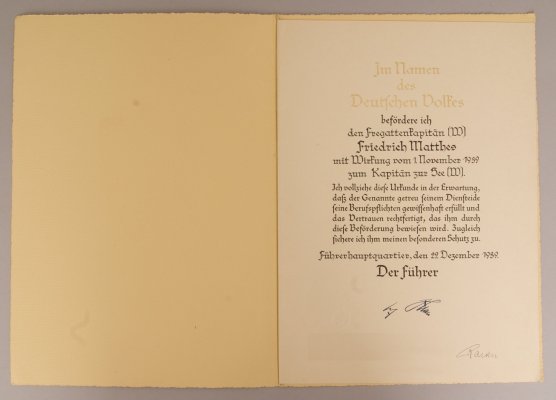 Im Namen
des
Deutschen Volkes
befördere ich
den Fregattenkapitän (W)
Friedrich Matthes
mit Wirkung vom 1. November 1939
zum Kapitän zur See (W).
Ich vollziehe diese Urkunde in der Erwartung,
daß der Genannte getreu seinem Diensteide
seine Berufspflichten gewissenhaft erfüllt und
das Vertrauen rechtfertigt, das ihm durch
diese Beförderung bewiesen wird. Zugleich
sichere ich ihm meinen besonderen Schutz zu.
Führerhauptquartier, den 22. Dezember 1939.
Der Führer